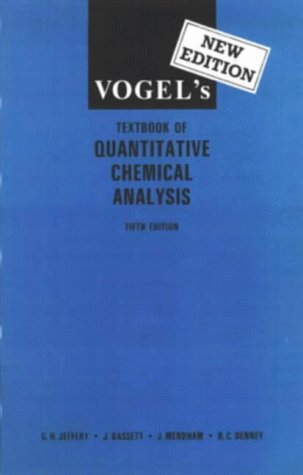 NEW
EDITION
VOGEL's
TEXTBOOK OF
QUANTITATIVE
CHEMICAL
ANALYSIS
FIFTH EDITION
G. H. JEFFERY • J. BASSETT • J. MENDHAM • R. C. DENNEY